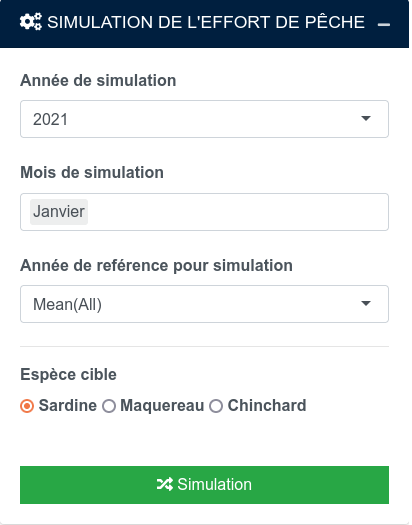 SIMULATION DE L'EFFORT DE PÊCHE
Année de simulation
2021
Mois de simulation
Janvier
Année de reférence pour simulation
Mean(All)
Espèce cible
Sardine Maquereau Chinchard
Simulation